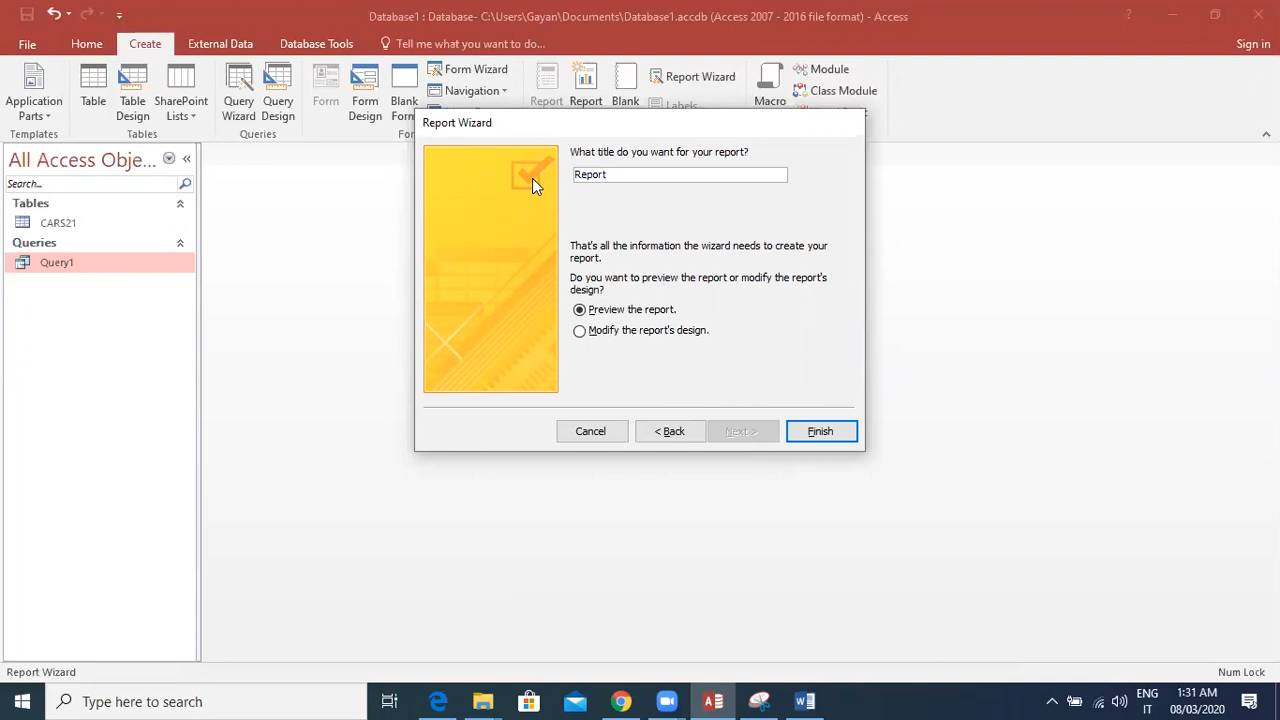 Database1 : Database- C:\Users\Gayan\Documents\Database1.accdb (Access 2007 - 2016 file format) - Access
File
Home
Create
External Data
Database Tools
Tell me what you want to do...
Sign in
Application Parts
Table
Table Design
SharePoint Lists
Query Wizard
Query Design
Form
Form Design
Blank
Form Wizard
Navigation
Report
Report
Blank
Report Wizard
Labels
Macro
Module
Class Module
Templates
Tables
Queries
All Access Obje...
Search...
Tables
CARS21
Queries
Query1
Report Wizard
What title do you want for your report?
Report
That's all the information the wizard needs to create your
report.
Do you want to preview the report or modify the report's
design?
Preview the report.
Modify the report's design.
Cancel
< Back
Next >
Finish
Report Wizard
Num Lock
Type here to search
ENG
IT
1:31 AM
08/03/2020